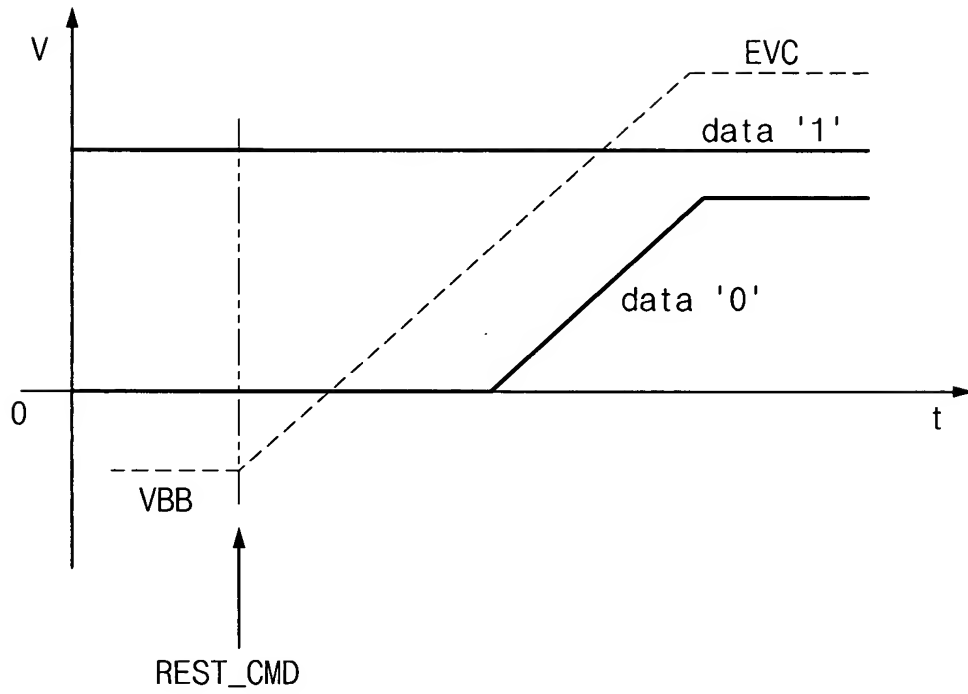 V
EVC
data '1'
data '0'
0
t
VBB
REST_CMD